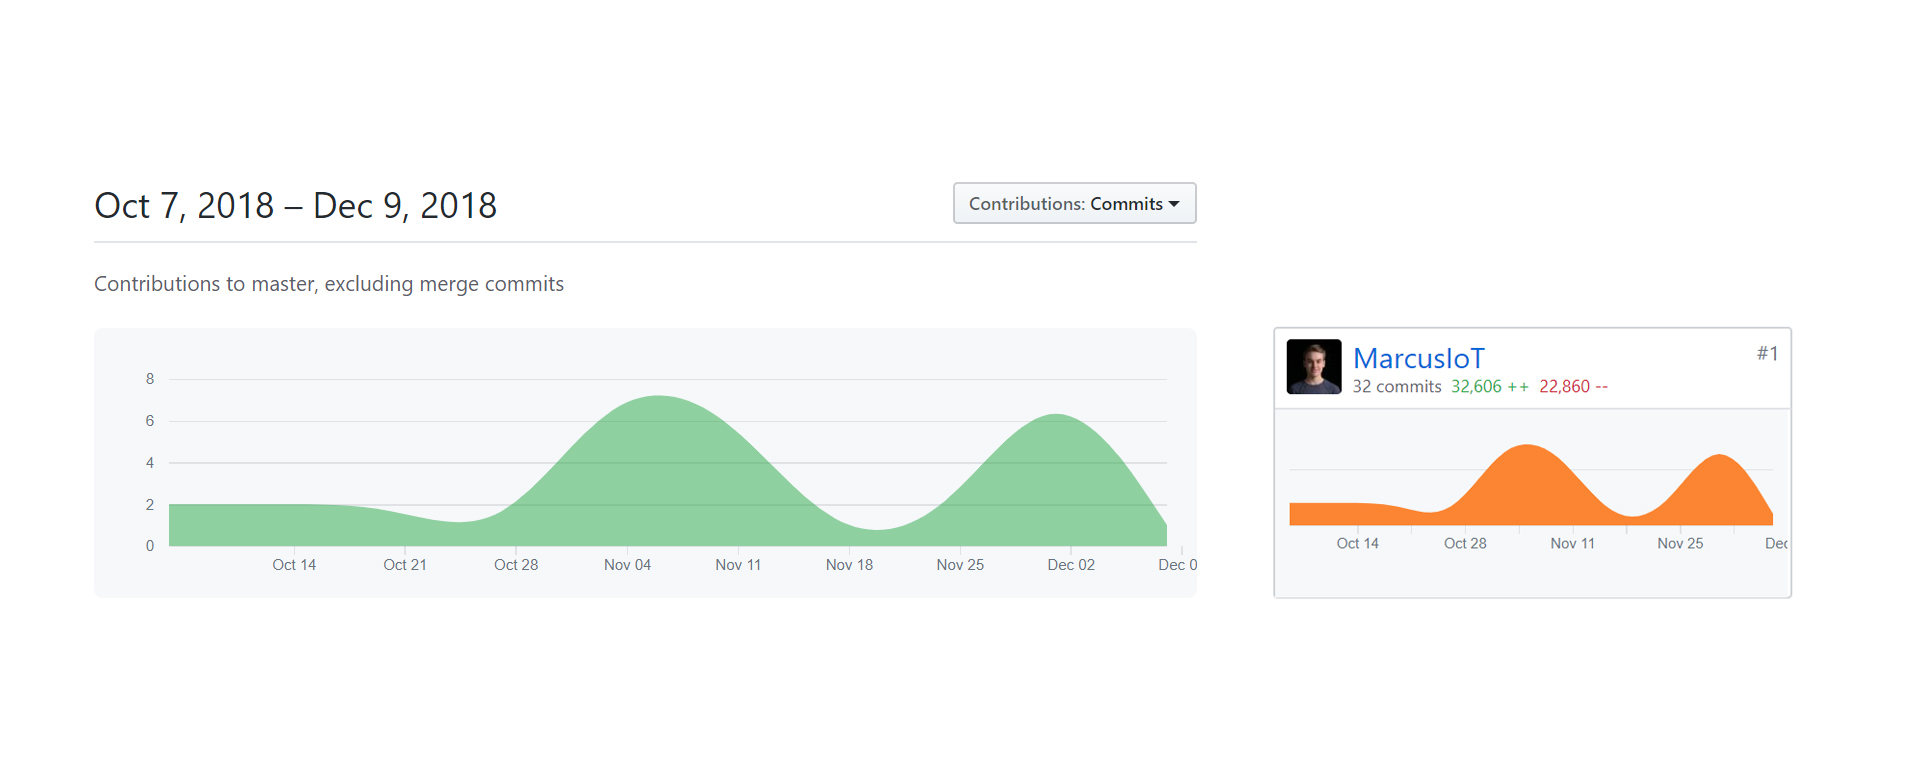 Oct 7, 2018 – Dec 9, 2018
Contributions: Commits
Contributions to master, excluding merge commits
8
6
4
2
0
Oct 14 Oct 21 Oct 28 Nov 04 Nov 11 Nov 18 Nov 25 Dec 02 Dec 0
MarcusIoT
#1
32 commits 32,606 ++ 22,860 --
Oct 14 Oct 28 Nov 11 Nov 25 Dec